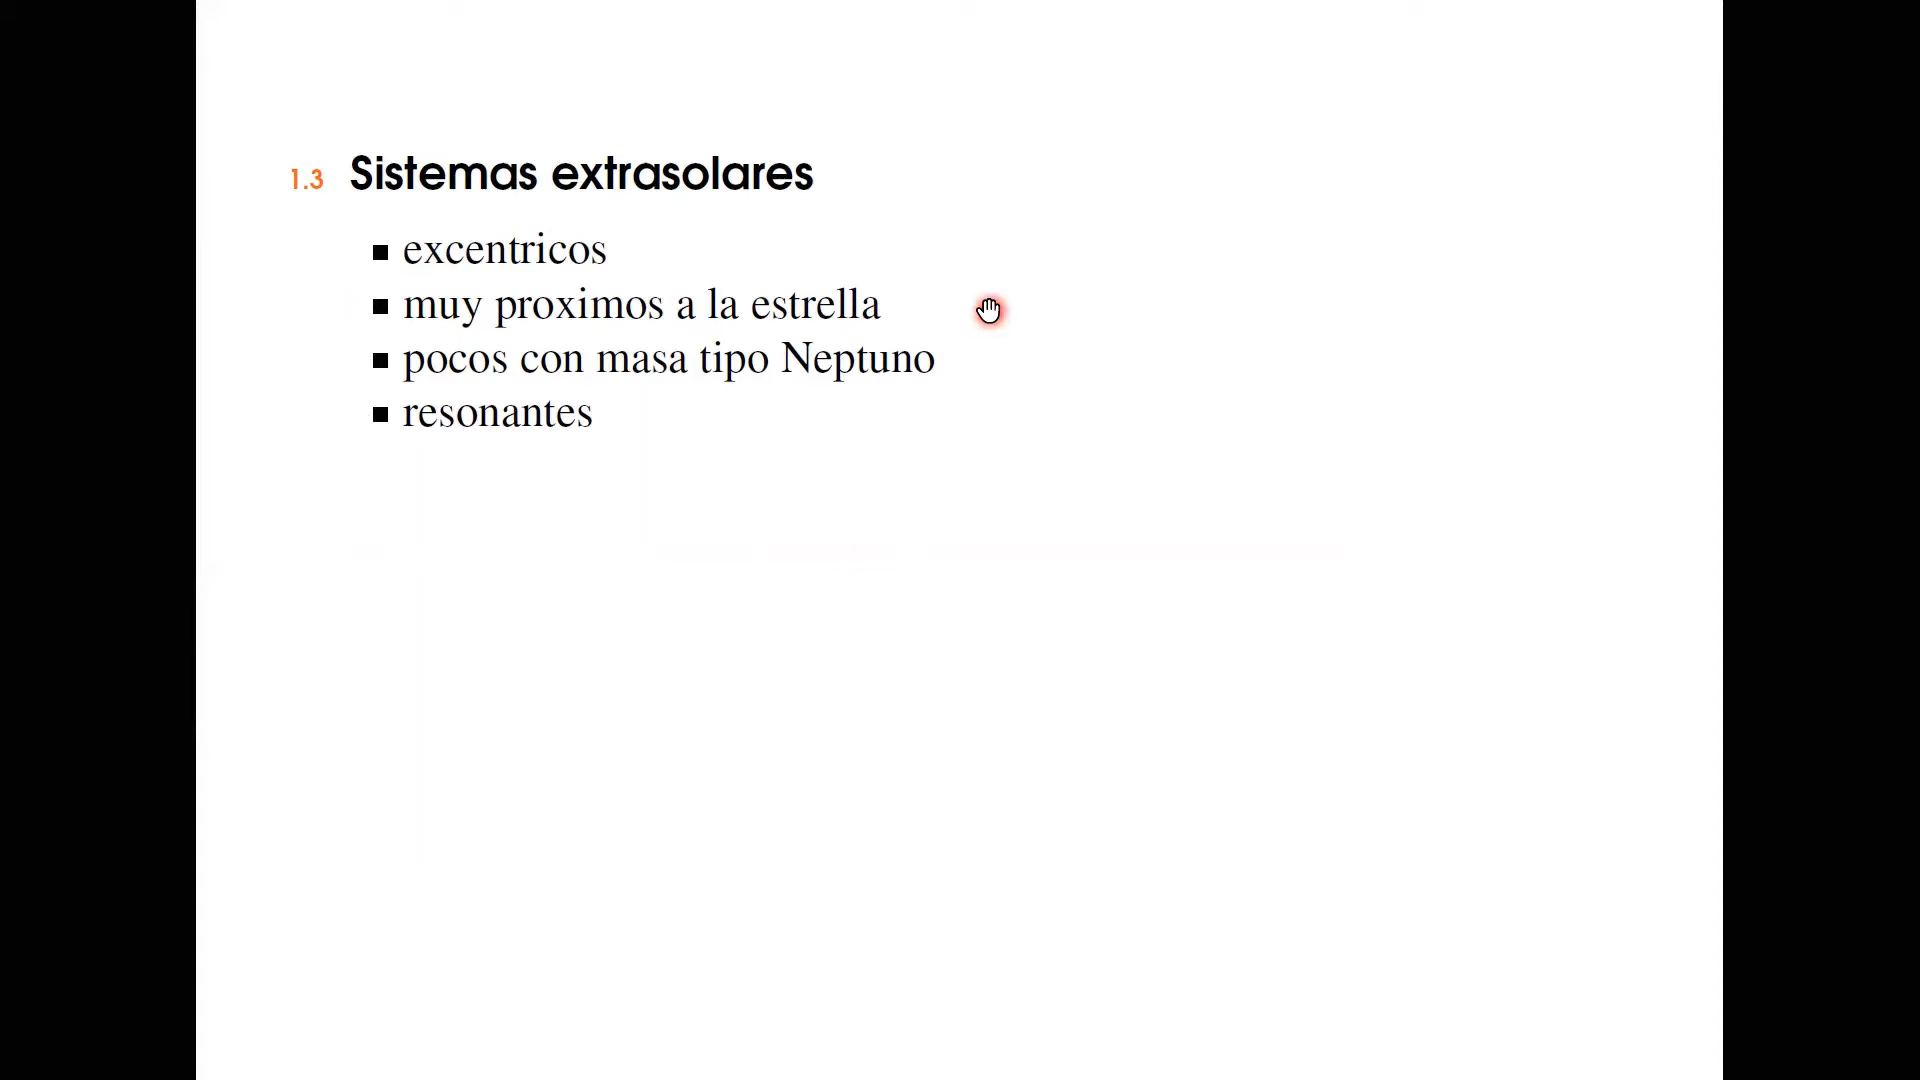 1.3 Sistemas extrasolares
■ excentricos
■ muy proximos a la estrella
■ pocos con masa tipo Neptuno
■ resonantes